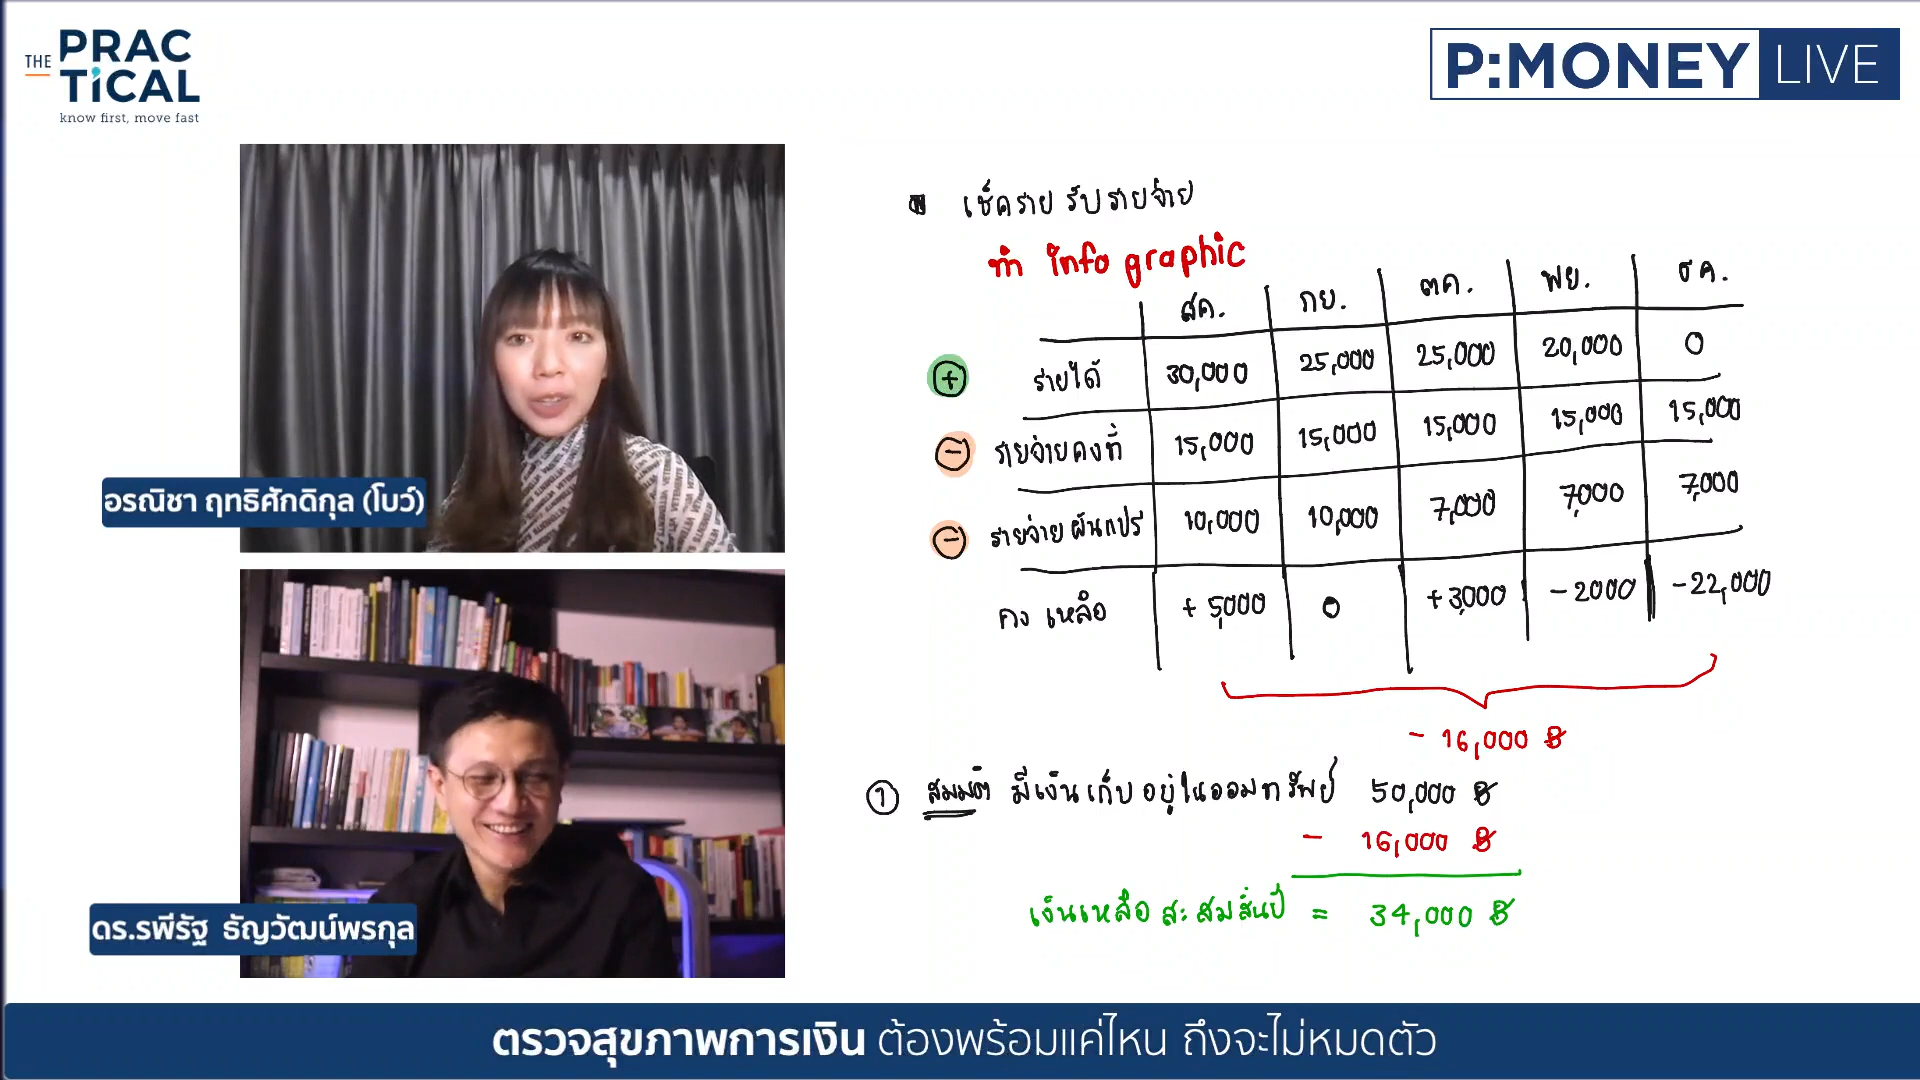 THE PRAC
TiCAL
know first, move fast
P:MONEY LIVE
เช็ครายรับรายจ่าย
ทำ Info graphic
สค. กย. ตค. พย. ธค.
+ รายได้ 30,000 25,000 25,000 20,000 0
- รายจ่ายคงที่ 15,000 15,000 15,000 15,000 15,000
- รายจ่ายผันแปร 10,000 10,000 7,000 7,000 7,000
คงเหลือ + 5,000 0 +3,000 -2000 -22,000
- 16,000 ฿
1 สมมติ มีเงินเก็บอยู่ในออมทรัพย์ 50,000 ฿
- 16,000 ฿
เงินเหลือสะสมสิ้นปี = 34,000 ฿
อรณิชา ฤทธิศักดิกุล (โบว์)
ดร.รพีรัฐ ธัญวัฒน์พรกุล
ตรวจสุขภาพการเงิน ต้องพร้อมแค่ไหน ถึงจะไม่หมดตัว